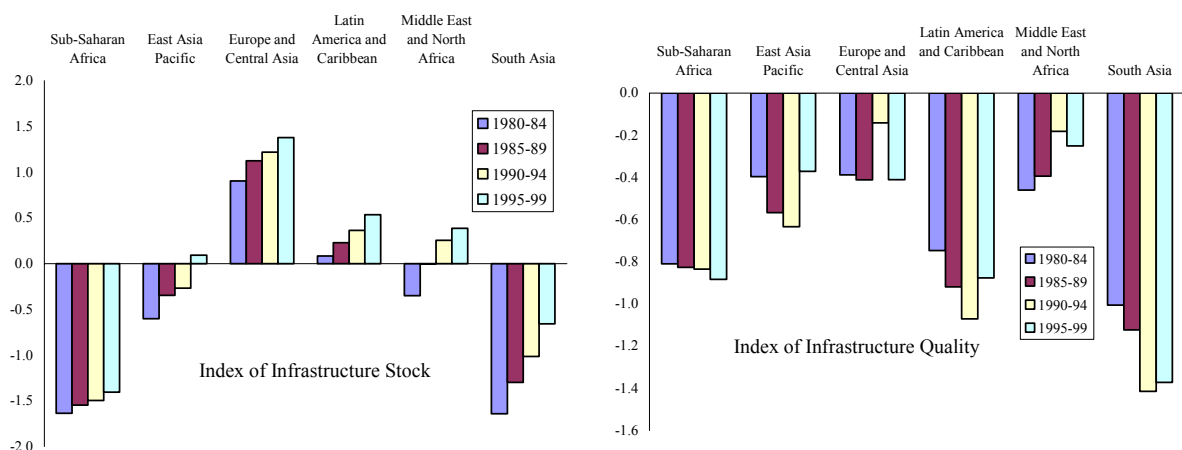 Sub-Saharan
Africa
East Asia
Pacific
Europe and
Central Asia
Latin
America and
Caribbean
Middle East
and North
Africa
South Asia
2.0
1.5
1.0
0.5
0.0
-0.5
-1.0
-1.5
-2.0
1980-84
1985-89
1990-94
1995-99
Index of Infrastructure Stock
Sub-Saharan
Africa
East Asia
Pacific
Europe and
Central Asia
Latin America
and Caribbean
Middle East
and North
Africa
South Asia
0.0
-0.2
-0.4
-0.6
-0.8
-1.0
-1.2
-1.4
-1.6
1980-84
1985-89
1990-94
1995-99
Index of Infrastructure Quality